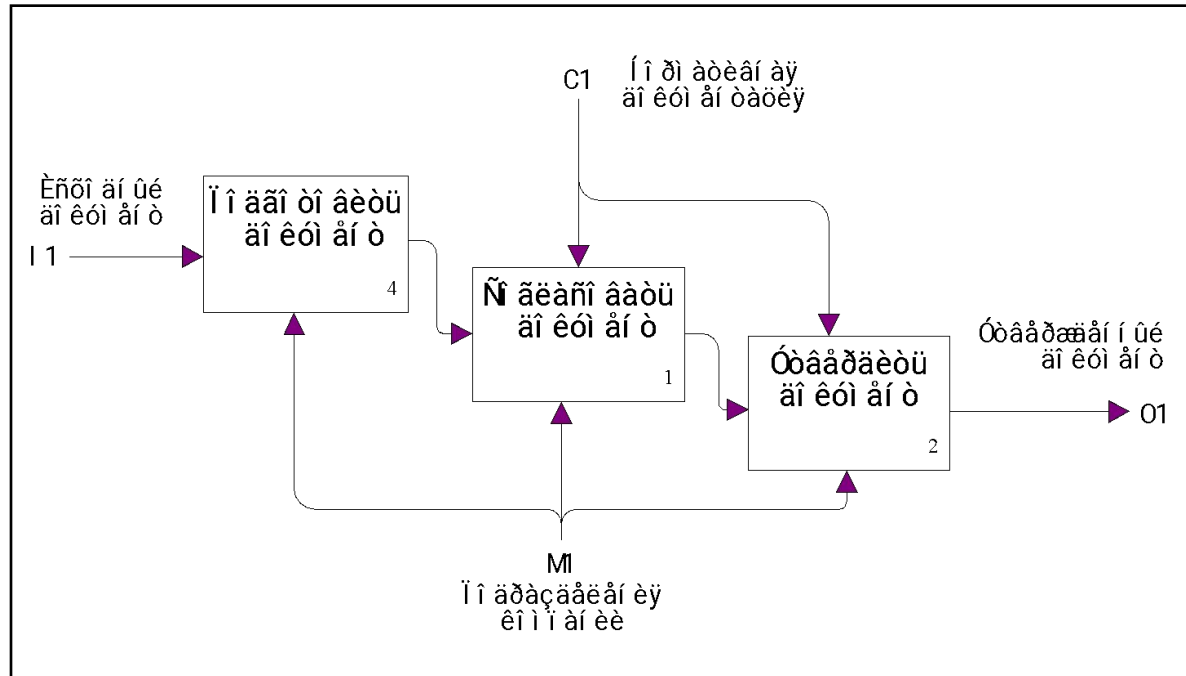 C1
Í î ðì àòèâí àÿ
äî êóì åí òàöèÿ
Èñõî äí ûé
äî êóì åí ò
I 1
Ï î äãî òî âèòü
äî êóì åí ò
4
Ñî ãëàñî âàòü
äî êóì åí ò
1
Óòâåðäèòü
äî êóì åí ò
2
Óòâåðæäåí í ûé
äî êóì åí ò
O1
M1
Ï î äðàçäåëåí èÿ
êî ì ï àí èè